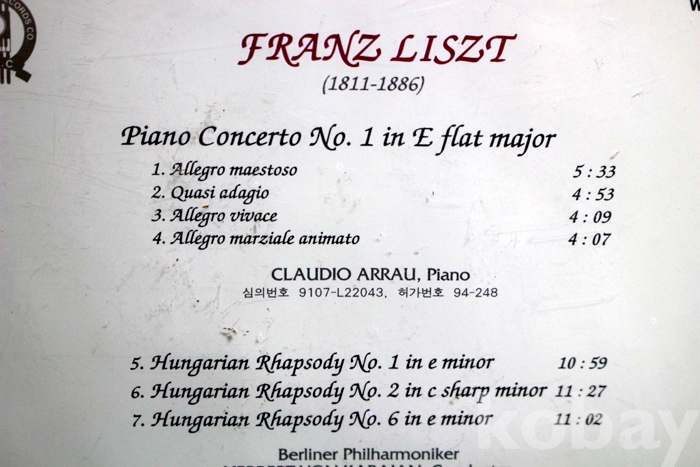 CORDS CO
C
W
FRANZ LISZT
(1811-1886)
Piano Concerto No. 1 in E flat major
1. Allegro maestoso 5 : 33
2. Quasi adagio 4 : 53
3. Allegro vivace 4 : 09
4. Allegro marziale animato 4 : 07
CLAUDIO ARRAU, Piano
심의번호 9107-L22043, 허가번호 94-248
5. Hungarian Rhapsody No. 1 in e minor 10 : 59
6. Hungarian Rhapsody No. 2 in c sharp minor 11 : 27
7. Hungarian Rhapsody No. 6 in e minor 11 : 02
kobay
Berliner Philharmoniker